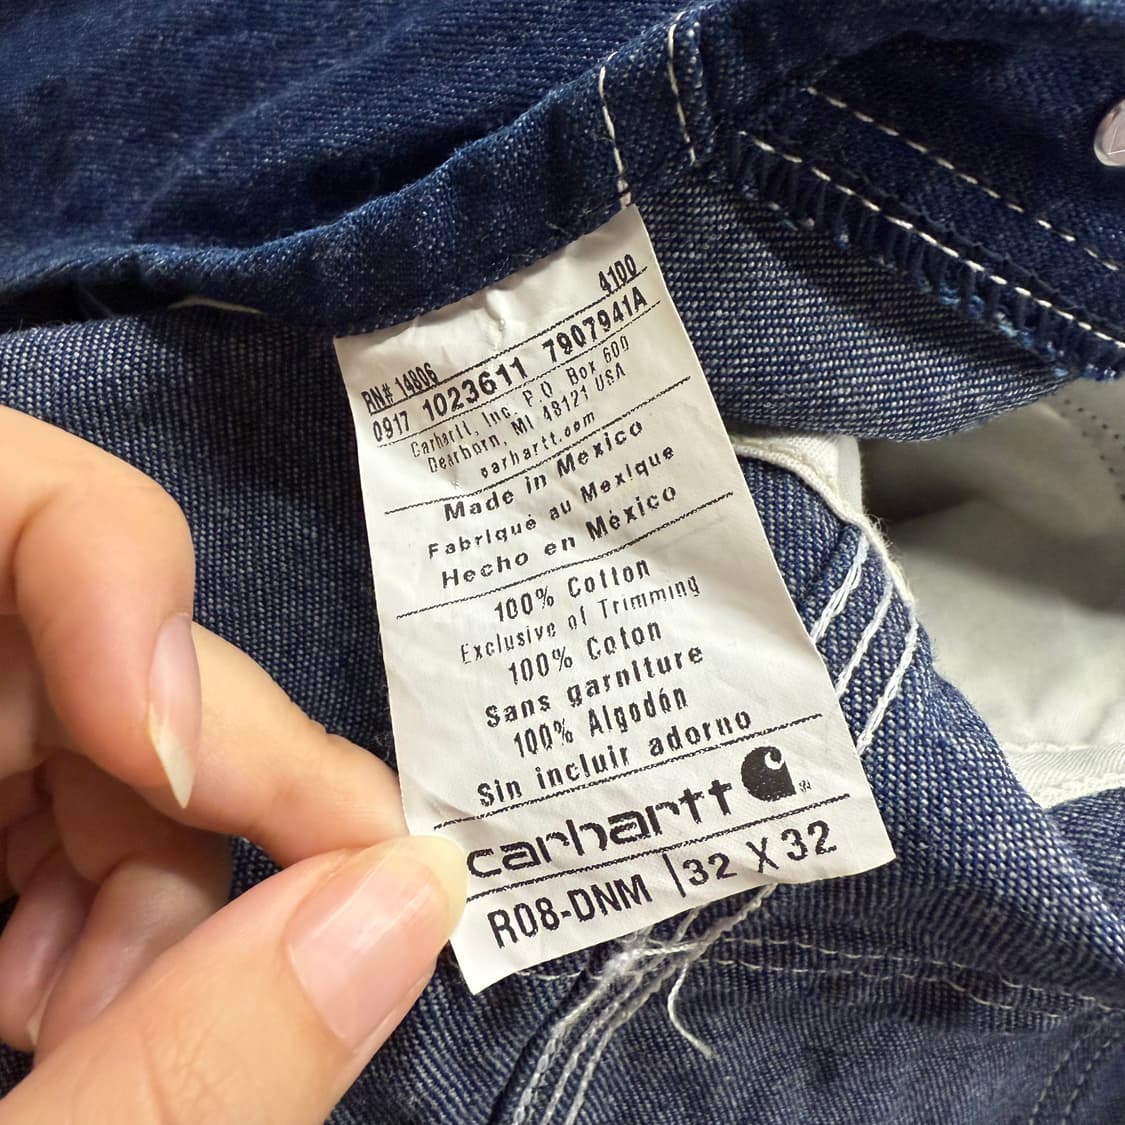 4100
RN# 14806
0917 1023611 7907941A
Carhartt, Inc. P.O. Box 600
Dearborn, MI 48121 USA
carhartt.com
Made in Mexico
Fabriqué au Mexique
Hecho en México
100% Cotton
Exclusive of Trimming
100% Coton
Sans garniture
100% Algodón
Sin incluir adorno
carhartt
R08-DNM | 32 X 32